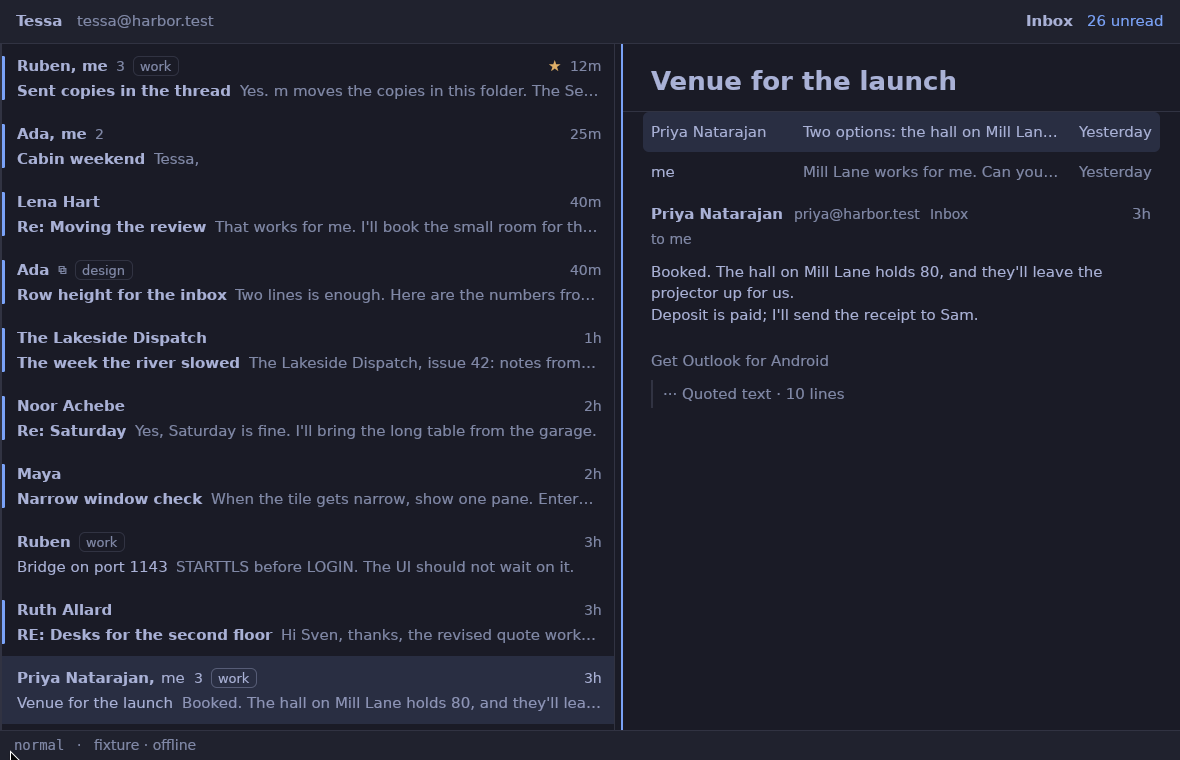 Tessa tessa@harbor.test
Inbox 26 unread
Ruben, me 3 work ★ 12m
Sent copies in the thread Yes. m moves the copies in this folder. The Se…
Ada, me 2 25m
Cabin weekend Tessa,
Lena Hart 40m
Re: Moving the review That works for me. I'll book the small room for th…
Ada ⧉ design 40m
Row height for the inbox Two lines is enough. Here are the numbers fro…
The Lakeside Dispatch 1h
The week the river slowed The Lakeside Dispatch, issue 42: notes from…
Noor Achebe 2h
Re: Saturday Yes, Saturday is fine. I'll bring the long table from the garage.
Maya 2h
Narrow window check When the tile gets narrow, show one pane. Enter…
Ruben work 3h
Bridge on port 1143 STARTTLS before LOGIN. The UI should not wait on it.
Ruth Allard 3h
RE: Desks for the second floor Hi Sven, thanks, the revised quote work…
Priya Natarajan, me 3 work 3h
Venue for the launch Booked. The hall on Mill Lane holds 80, and they'll lea…
Venue for the launch
Priya Natarajan Two options: the hall on Mill Lan… Yesterday
me Mill Lane works for me. Can you… Yesterday
Priya Natarajan priya@harbor.test Inbox 3h
to me
Booked. The hall on Mill Lane holds 80, and they'll leave the
projector up for us.
Deposit is paid; I'll send the receipt to Sam.
Get Outlook for Android
··· Quoted text · 10 lines
normal · fixture · offline